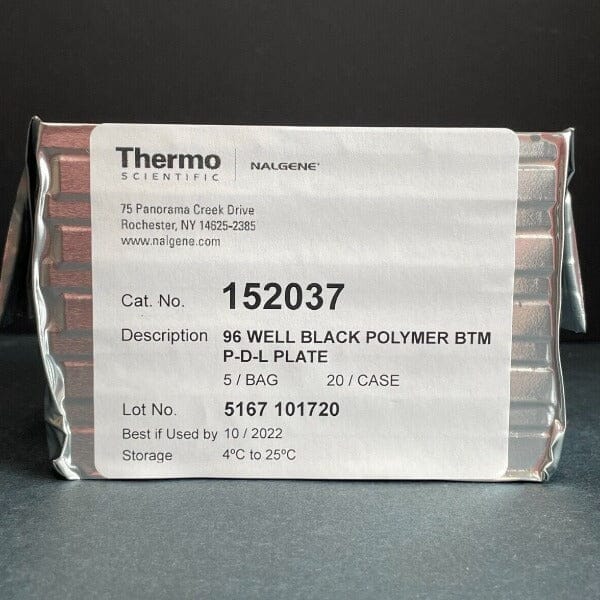 Thermo
SCIENTIFIC
NALGENE®
75 Panorama Creek Drive
Rochester, NY 14625-2385
www.nalgene.com
Cat. No. 152037
Description 96 WELL BLACK POLYMER BTM
P-D-L PLATE
5 / BAG 20 / CASE
Lot No. 5167 101720
Best if Used by 10 / 2022
Storage 4ºC to 25ºC